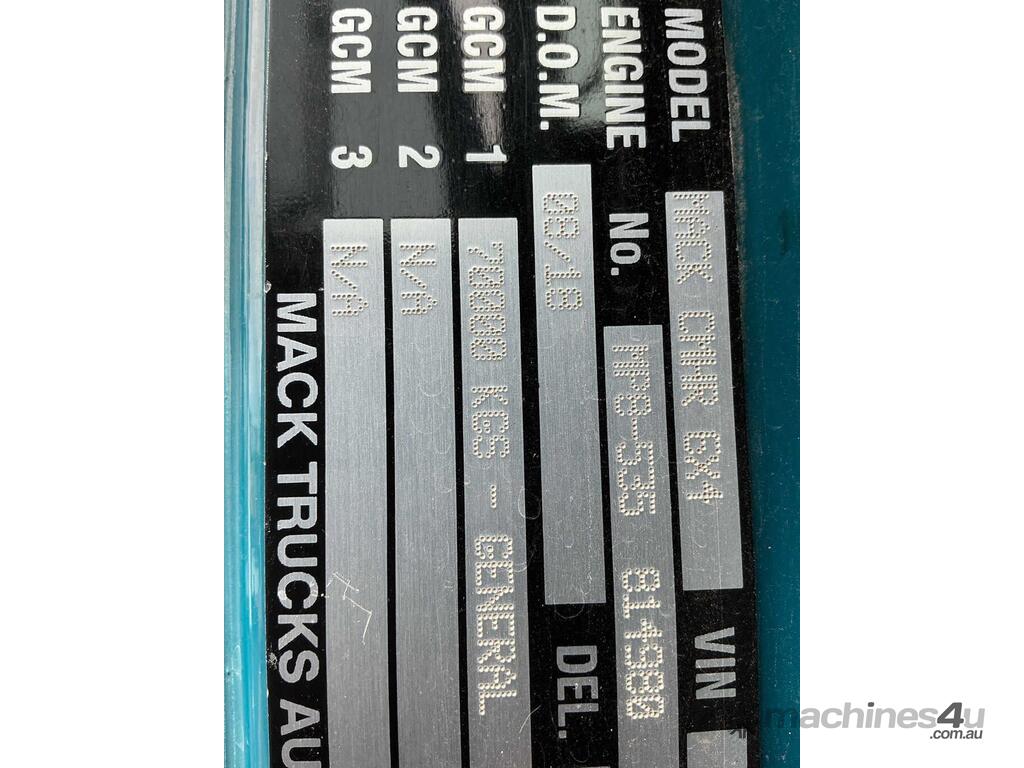 MODEL MACK CMHR 6X4 VIN
ENGINE No. MP8-535 814980
D.O.M. 08/18 DEL.
GCM 1 70000 KGS - GENERAL
GCM 2 N/A
GCM 3 N/A
MACK TRUCKS AU
machines4u
.com.au